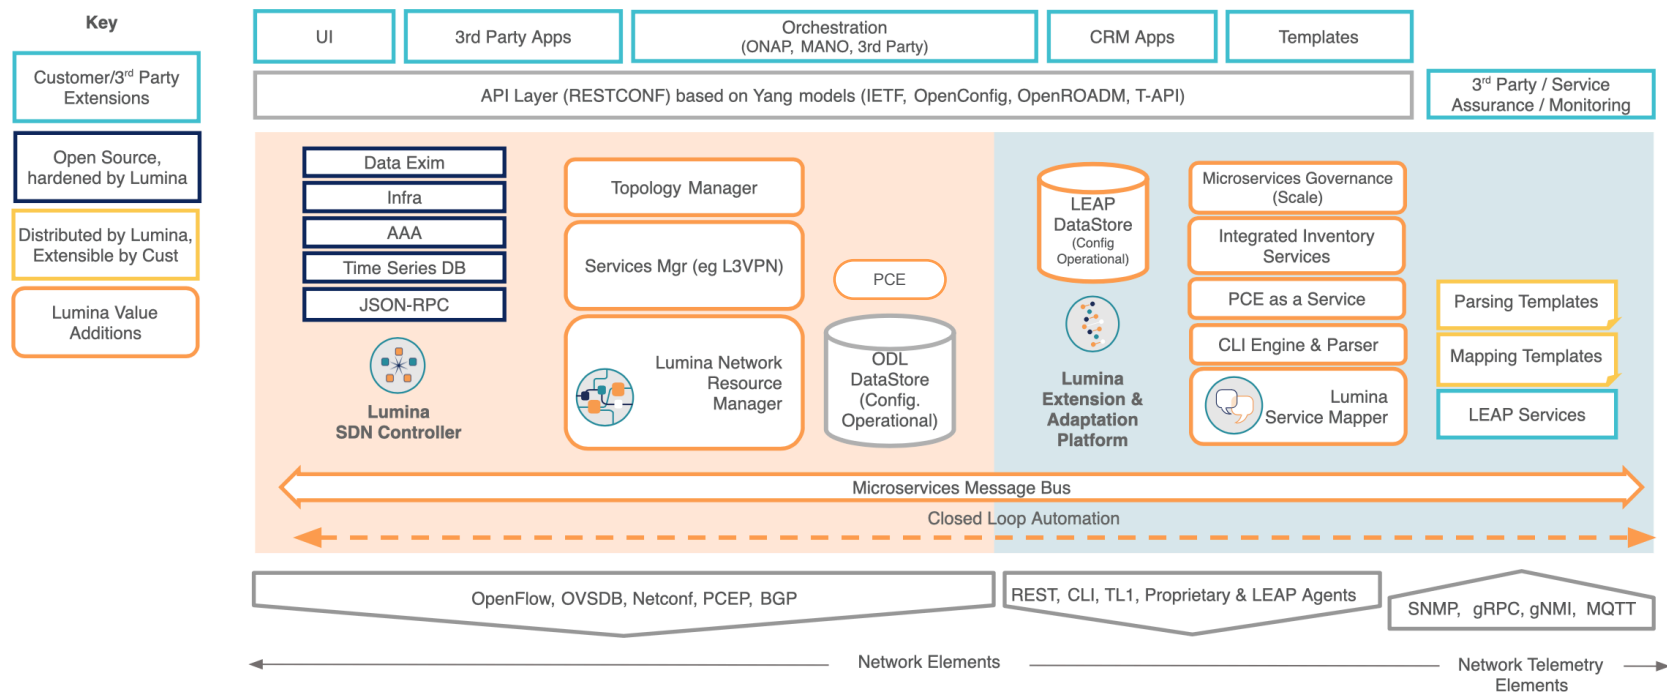 Key
Customer/3rd Party
Extensions
Open Source,
hardened by Lumina
Distributed by Lumina,
Extensible by Cust
Lumina Value
Additions
UI
3rd Party Apps
Orchestration
(ONAP, MANO, 3rd Party)
CRM Apps
Templates
API Layer (RESTCONF) based on Yang models (IETF, OpenConfig, OpenROADM, T-API)
3rd Party / Service
Assurance / Monitoring
Data Exim
Infra
AAA
Time Series DB
JSON-RPC
Lumina
SDN Controller
Topology Manager
Services Mgr (eg L3VPN)
Lumina Network
Resource
Manager
PCE
ODL
DataStore
(Config.
Operational)
LEAP
DataStore
(Config
Operational)
Lumina
Extension &
Adaptation
Platform
Microservices Governance
(Scale)
Integrated Inventory
Services
PCE as a Service
CLI Engine & Parser
Lumina
Service Mapper
Parsing Templates
Mapping Templates
LEAP Services
Microservices Message Bus
Closed Loop Automation
OpenFlow, OVSDB, Netconf, PCEP, BGP
REST, CLI, TL1, Proprietary & LEAP Agents
SNMP, gRPC, gNMI, MQTT
Network Elements
Network Telemetry
Elements